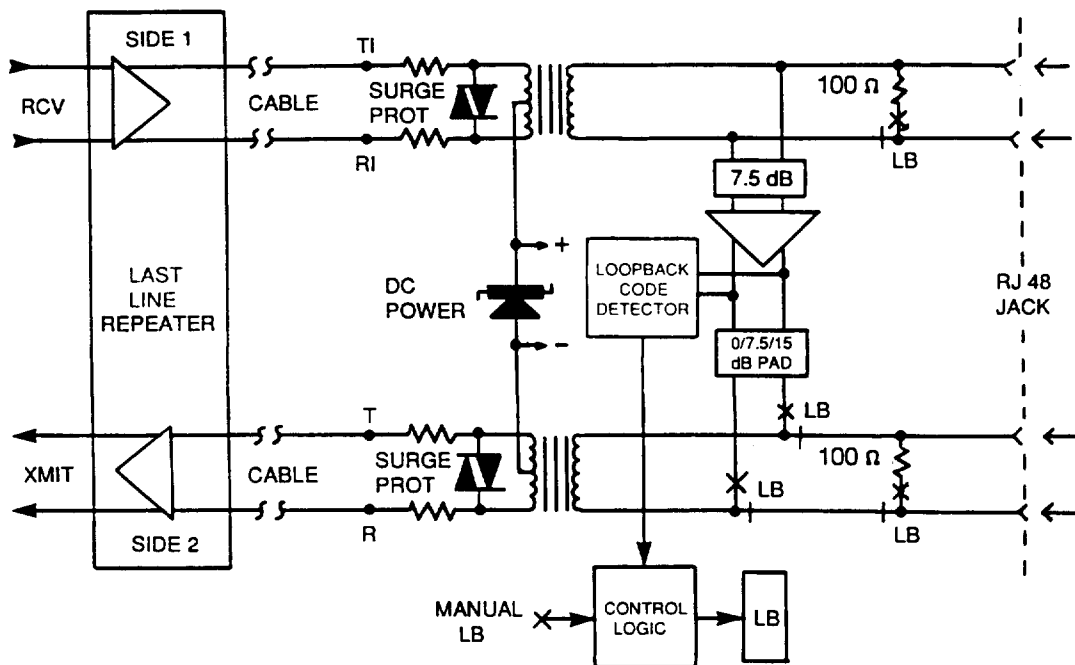 SIDE 1
RCV
CABLE
TI
SURGE
PROT
RI
100 Ω
LB
7.5 dB
LAST
LINE
REPEATER
DC
POWER
+
−
LOOPBACK
CODE
DETECTOR
0/7.5/15
dB PAD
RJ 48
JACK
LB
XMIT
CABLE
T
SURGE
PROT
R
100 Ω
LB
LB
SIDE 2
MANUAL
LB
CONTROL
LOGIC
LB